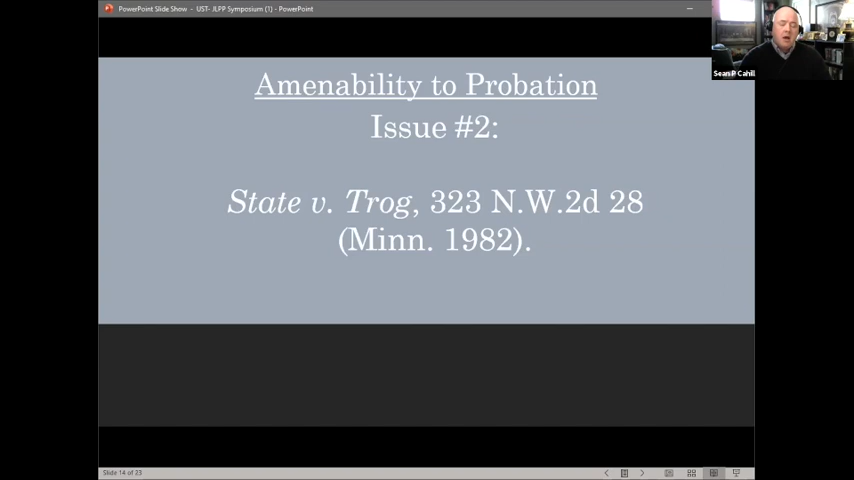 PowerPoint Slide Show - UST- JLPP Symposium (1) - PowerPoint
Sean P Cahill
Amenability to Probation
Issue #2:
State v. Trog, 323 N.W.2d 28
(Minn. 1982).
Slide 14 of 23